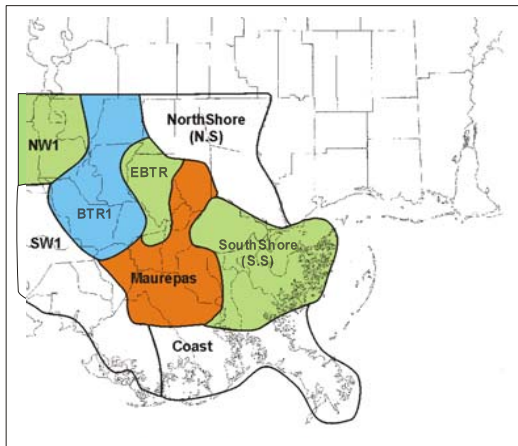 NorthShore
(N.S)
NW1
EBTR
BTR1
SW1
SouthShore
(S.S)
Maurepas
Coast